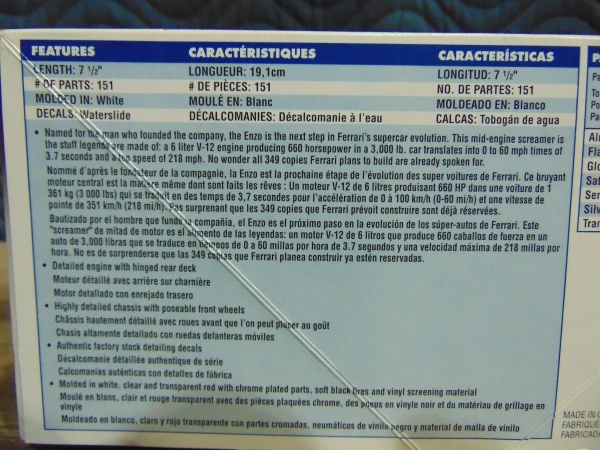 FEATURES CARACTÉRISTIQUES CARACTERÍSTICAS
LENGTH: 7 1/2" LONGUEUR: 19,1cm LONGITUD: 7 1/2"
# OF PARTS: 151 # DE PIÈCES: 151 NO. DE PARTES: 151
MOLDED IN: White MOULÉ EN: Blanc MOLDEADO EN: Blanco
DECALS: Waterslide DÉCALCOMANIES: Décalcomanie à l'eau CALCAS: Tobogán de agua
• Named for the man who founded the company, the Enzo is the next step in Ferrari's supercar evolution. This mid-engine screamer is
the stuff legends are made of: a 6 liter V-12 engine producing 660 horsepower in a 3,000 lb. car translates into 0 to 60 mph times of
3.7 seconds and a top speed of 218 mph. No wonder all 349 copies Ferrari plans to build are already spoken for.
Nommé d'après le fondateur de la compagnie, la Enzo est la prochaine étape de l'évolution des super voitures de Ferrari. Ce bruyant
moteur central est la matière même dont sont faits les rêves : Un moteur V-12 de 6 litres produisant 660 HP dans une voiture de 1
361 kg (3 000 lbs) qui se traduit en des temps de 3,7 secondes pour l'accélération de 0 à 100 km/h (0-60 mi/h) et une vitesse de
pointe de 351 km/h (218 mi/h). Pas surprenant que les 349 copies que Ferrari prévoit construire sont déjà réservées.
Bautizado por el hombre que fundó la compañía, el Enzo es el próximo paso en la evolución de los súper-autos de Ferrari. Este
"screamer" de mitad de motor es el alimento de las leyendas: un motor V-12 de 6 litros que produce 660 caballos de fuerza en un
auto de 3,000 libras que se traduce en tiempos de 0 a 60 millas por hora de 3.7 segundos y una velocidad máxima de 218 millas por
hora. No es de sorprenderse que las 349 copias que Ferrari planea construir ya estén reservadas.
• Detailed engine with hinged rear deck
Moteur détaillé avec arrière sur charnière
Motor detallado con enrejado trasero
• Highly detailed chassis with poseable front wheels
Châssis hautement détaillé avec roues avant que l'on peut placer au goût
Chasis altamente detallado con ruedas delanteras móviles
• Authentic factory stock detailing decals
Décalcomanie détaillée authentique de série
Calcomanías auténticas con detalles de fábrica
• Molded in white, clear and transparent red with chrome plated parts, soft black tires and vinyl screening material
Moulé en blanc, clair et rouge transparent avec des pièces plaquées chrome, des pneus en vinyle noir et du matériau de grillage en
vinyle
Moldeado en blanco, claro y rojo transparente con partes cromadas, neumáticos de vinilo negro y material de malla de vinilo
MADE IN
FABRIQUÉ
FABRICADO